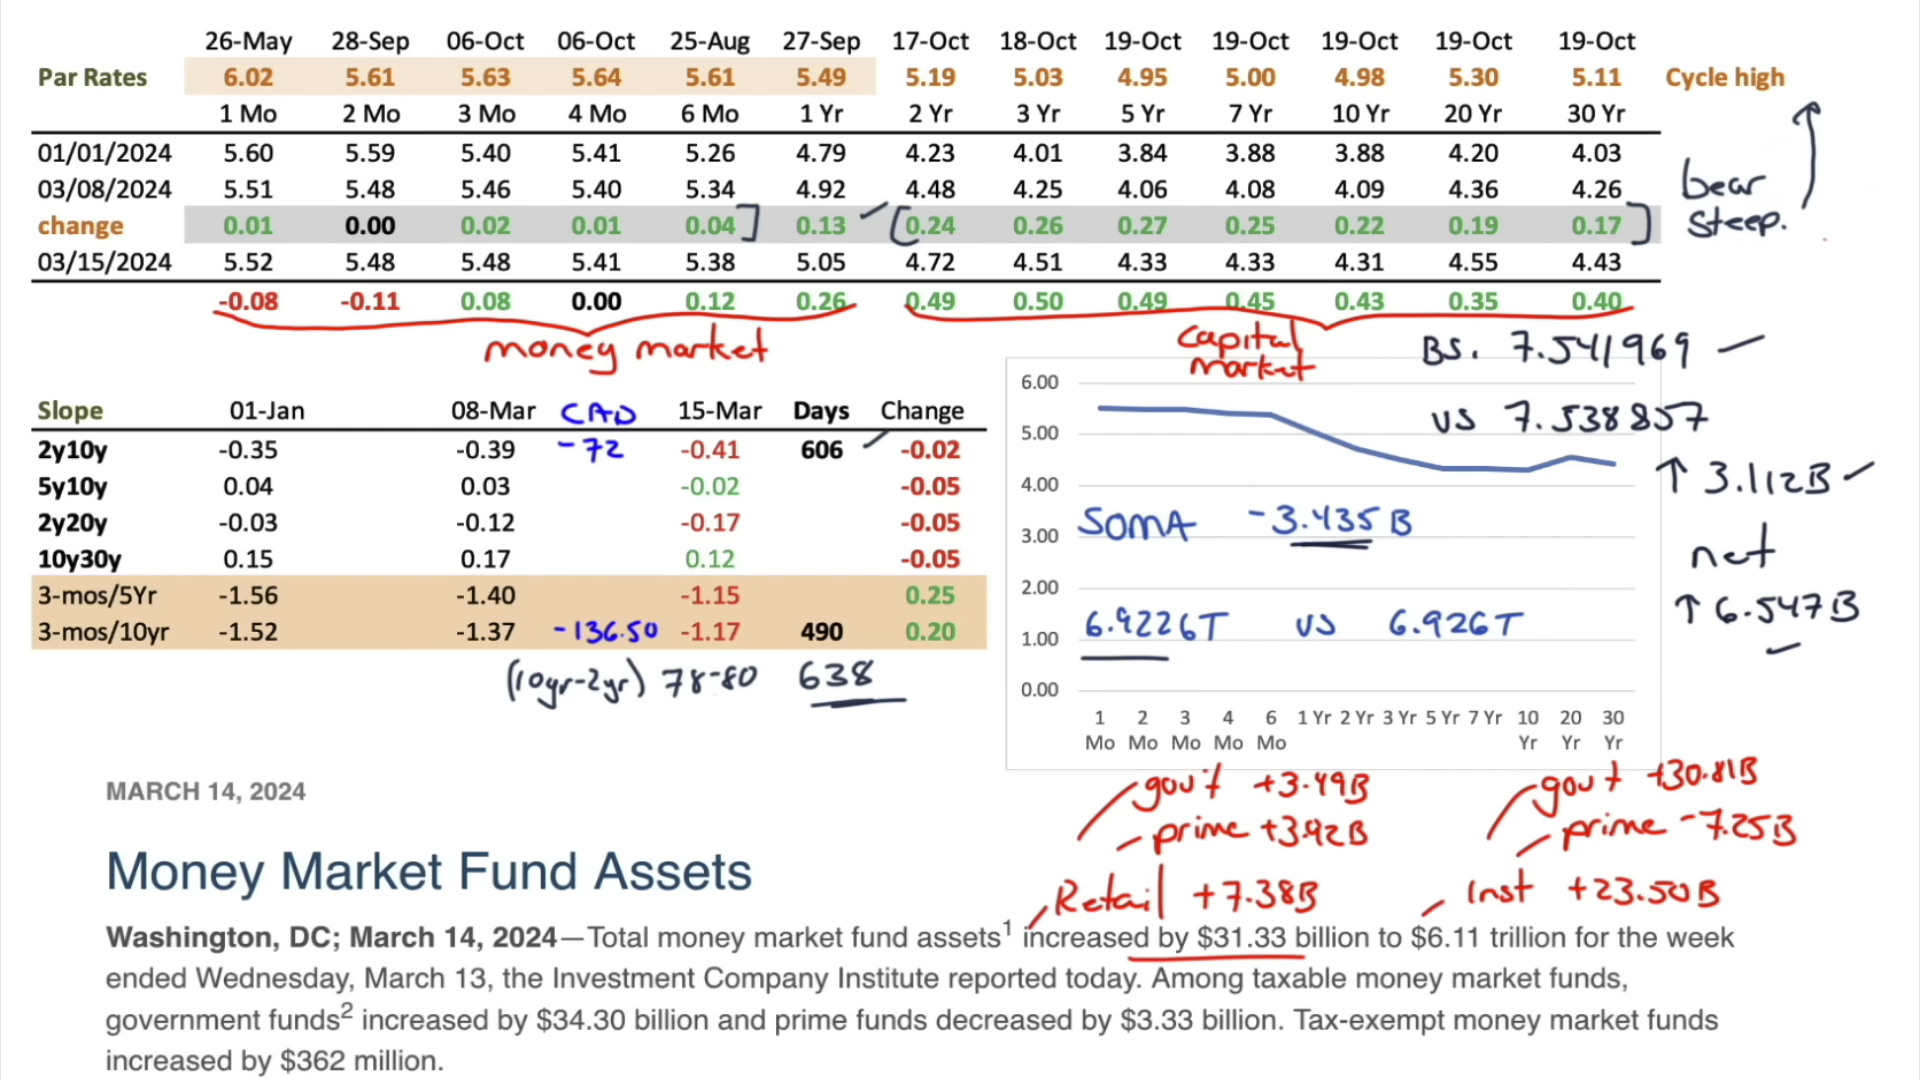 26-May 28-Sep 06-Oct 06-Oct 25-Aug 27-Sep 17-Oct 18-Oct 19-Oct 19-Oct 19-Oct 19-Oct 19-Oct
Par Rates 6.02 5.61 5.63 5.64 5.61 5.49 5.19 5.03 4.95 5.00 4.98 5.30 5.11 Cycle high
1 Mo 2 Mo 3 Mo 4 Mo 6 Mo 1 Yr 2 Yr 3 Yr 5 Yr 7 Yr 10 Yr 20 Yr 30 Yr
01/01/2024 5.60 5.59 5.40 5.41 5.26 4.79 4.23 4.01 3.84 3.88 3.88 4.20 4.03
03/08/2024 5.51 5.48 5.46 5.40 5.34 4.92 4.48 4.25 4.06 4.08 4.09 4.36 4.26
change 0.01 0.00 0.02 0.01 0.04 0.13 0.24 0.26 0.27 0.25 0.22 0.19 0.17
bear
steep.
03/15/2024 5.52 5.48 5.48 5.41 5.38 5.05 4.72 4.51 4.33 4.33 4.31 4.55 4.43
-0.08 -0.11 0.08 0.00 0.12 0.26 0.49 0.50 0.49 0.45 0.43 0.35 0.40
money market
capital
market
BS. 7.541969
vs 7.538857
↑ 3.112B
net
↑ 6.547B
Slope 01-Jan 08-Mar CAD 15-Mar Days Change
2y10y -0.35 -0.39 -72 -0.41 606 -0.02
5y10y 0.04 0.03 -0.02 -0.05
2y20y -0.03 -0.12 -0.17 -0.05
10y30y 0.15 0.17 0.12 -0.05
3-mos/5Yr -1.56 -1.40 -1.15 0.25
3-mos/10yr -1.52 -1.37 -136.50 -1.17 490 0.20
(10yr-2yr) 78-80 638
6.00
5.00
4.00
3.00
2.00
1.00
0.00
SOMA -3.435 B
6.9226T vs 6.926T
1 2 3 4 6 1 Yr 2 Yr 3 Yr 5 Yr 7 Yr 10 20 30
Mo Mo Mo Mo Mo Yr Yr Yr
gov't +3.49B
prime +3.92B
Retail +7.38B
gov't +30.81B
prime -7.25B
Inst +23.50B
MARCH 14, 2024
Money Market Fund Assets
Washington, DC; March 14, 2024—Total money market fund assets1 increased by $31.33 billion to $6.11 trillion for the week
ended Wednesday, March 13, the Investment Company Institute reported today. Among taxable money market funds,
government funds2 increased by $34.30 billion and prime funds decreased by $3.33 billion. Tax-exempt money market funds
increased by $362 million.